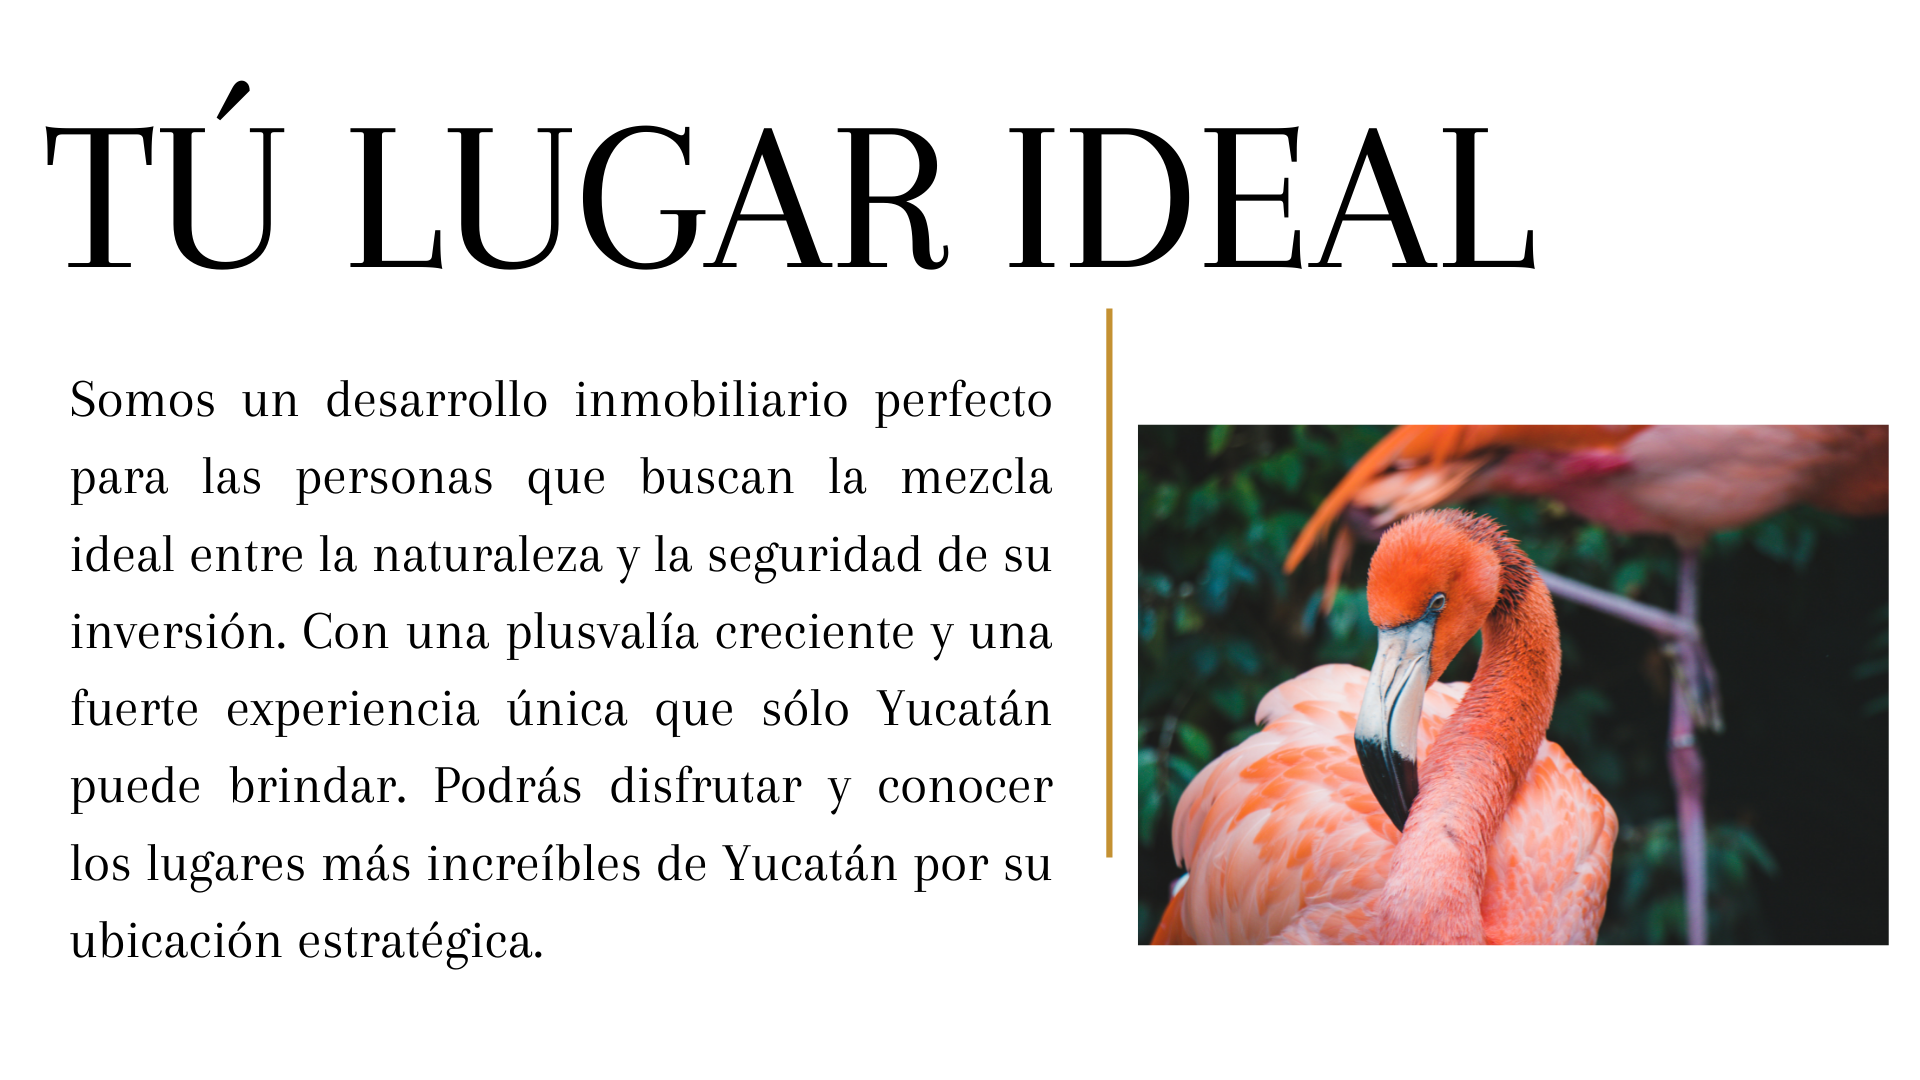 TÚ LUGAR IDEAL
Somos un desarrollo inmobiliario perfecto
para las personas que buscan la mezcla
ideal entre la naturaleza y la seguridad de su
inversión. Con una plusvalía creciente y una
fuerte experiencia única que sólo Yucatán
puede brindar. Podrás disfrutar y conocer
los lugares más increíbles de Yucatán por su
ubicación estratégica.